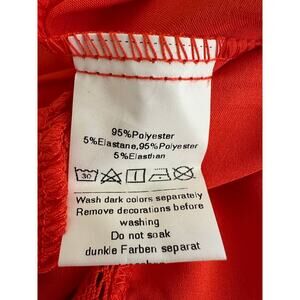 95%Polyester
5%Elastane,95%Polyester
5%Elasthan
30
Wash dark colors separately
Remove decorations before
washing
Do not soak
dunkle Farben separat